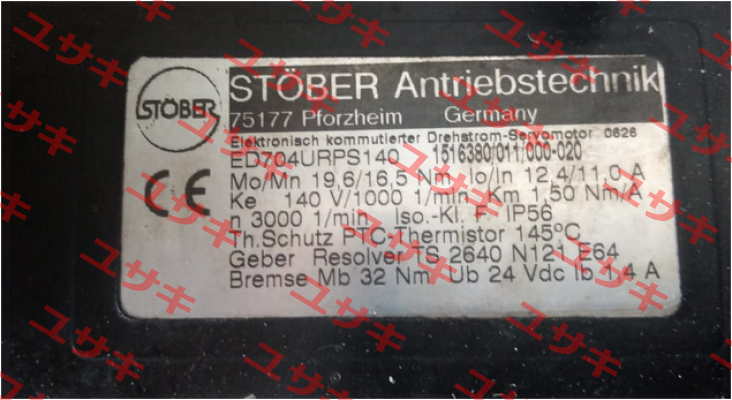 STÖBER
STÖBER Antriebstechnik
75177 Pforzheim Germany
Elektronisch kommutierter Drehstrom-Servomotor 0626
ED704URPS140 1516380/011/000-020
Mo/Mn 19,6/16,5 Nm Io/In 12,4/11,0 A
Ke 140 V/1000 1/min Km 1,50 Nm/A
n 3000 1/min Iso.-Kl. F IP56
Th.Schutz PTC-Thermistor 145°C
Geber Resolver TS 2640 N121 E64
Bremse Mb 32 Nm Ub 24 Vdc Ib 1,4 A
CE
ユサキ